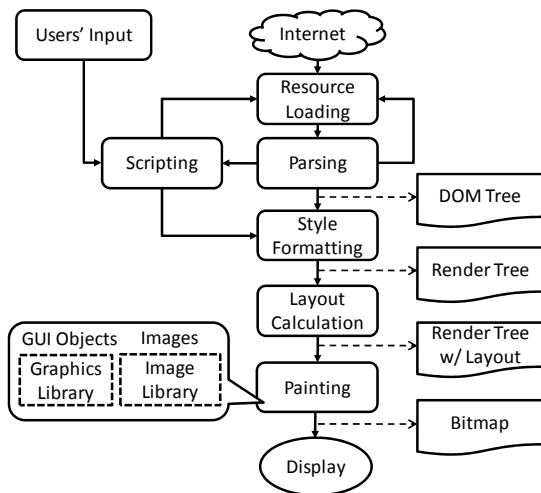 Users' Input
Internet
Resource
Loading
Scripting
Parsing
DOM Tree
Style
Formatting
Render Tree
Layout
Calculation
GUI Objects
Images
Graphics
Library
Image
Library
Render Tree
w/ Layout
Painting
Bitmap
Display